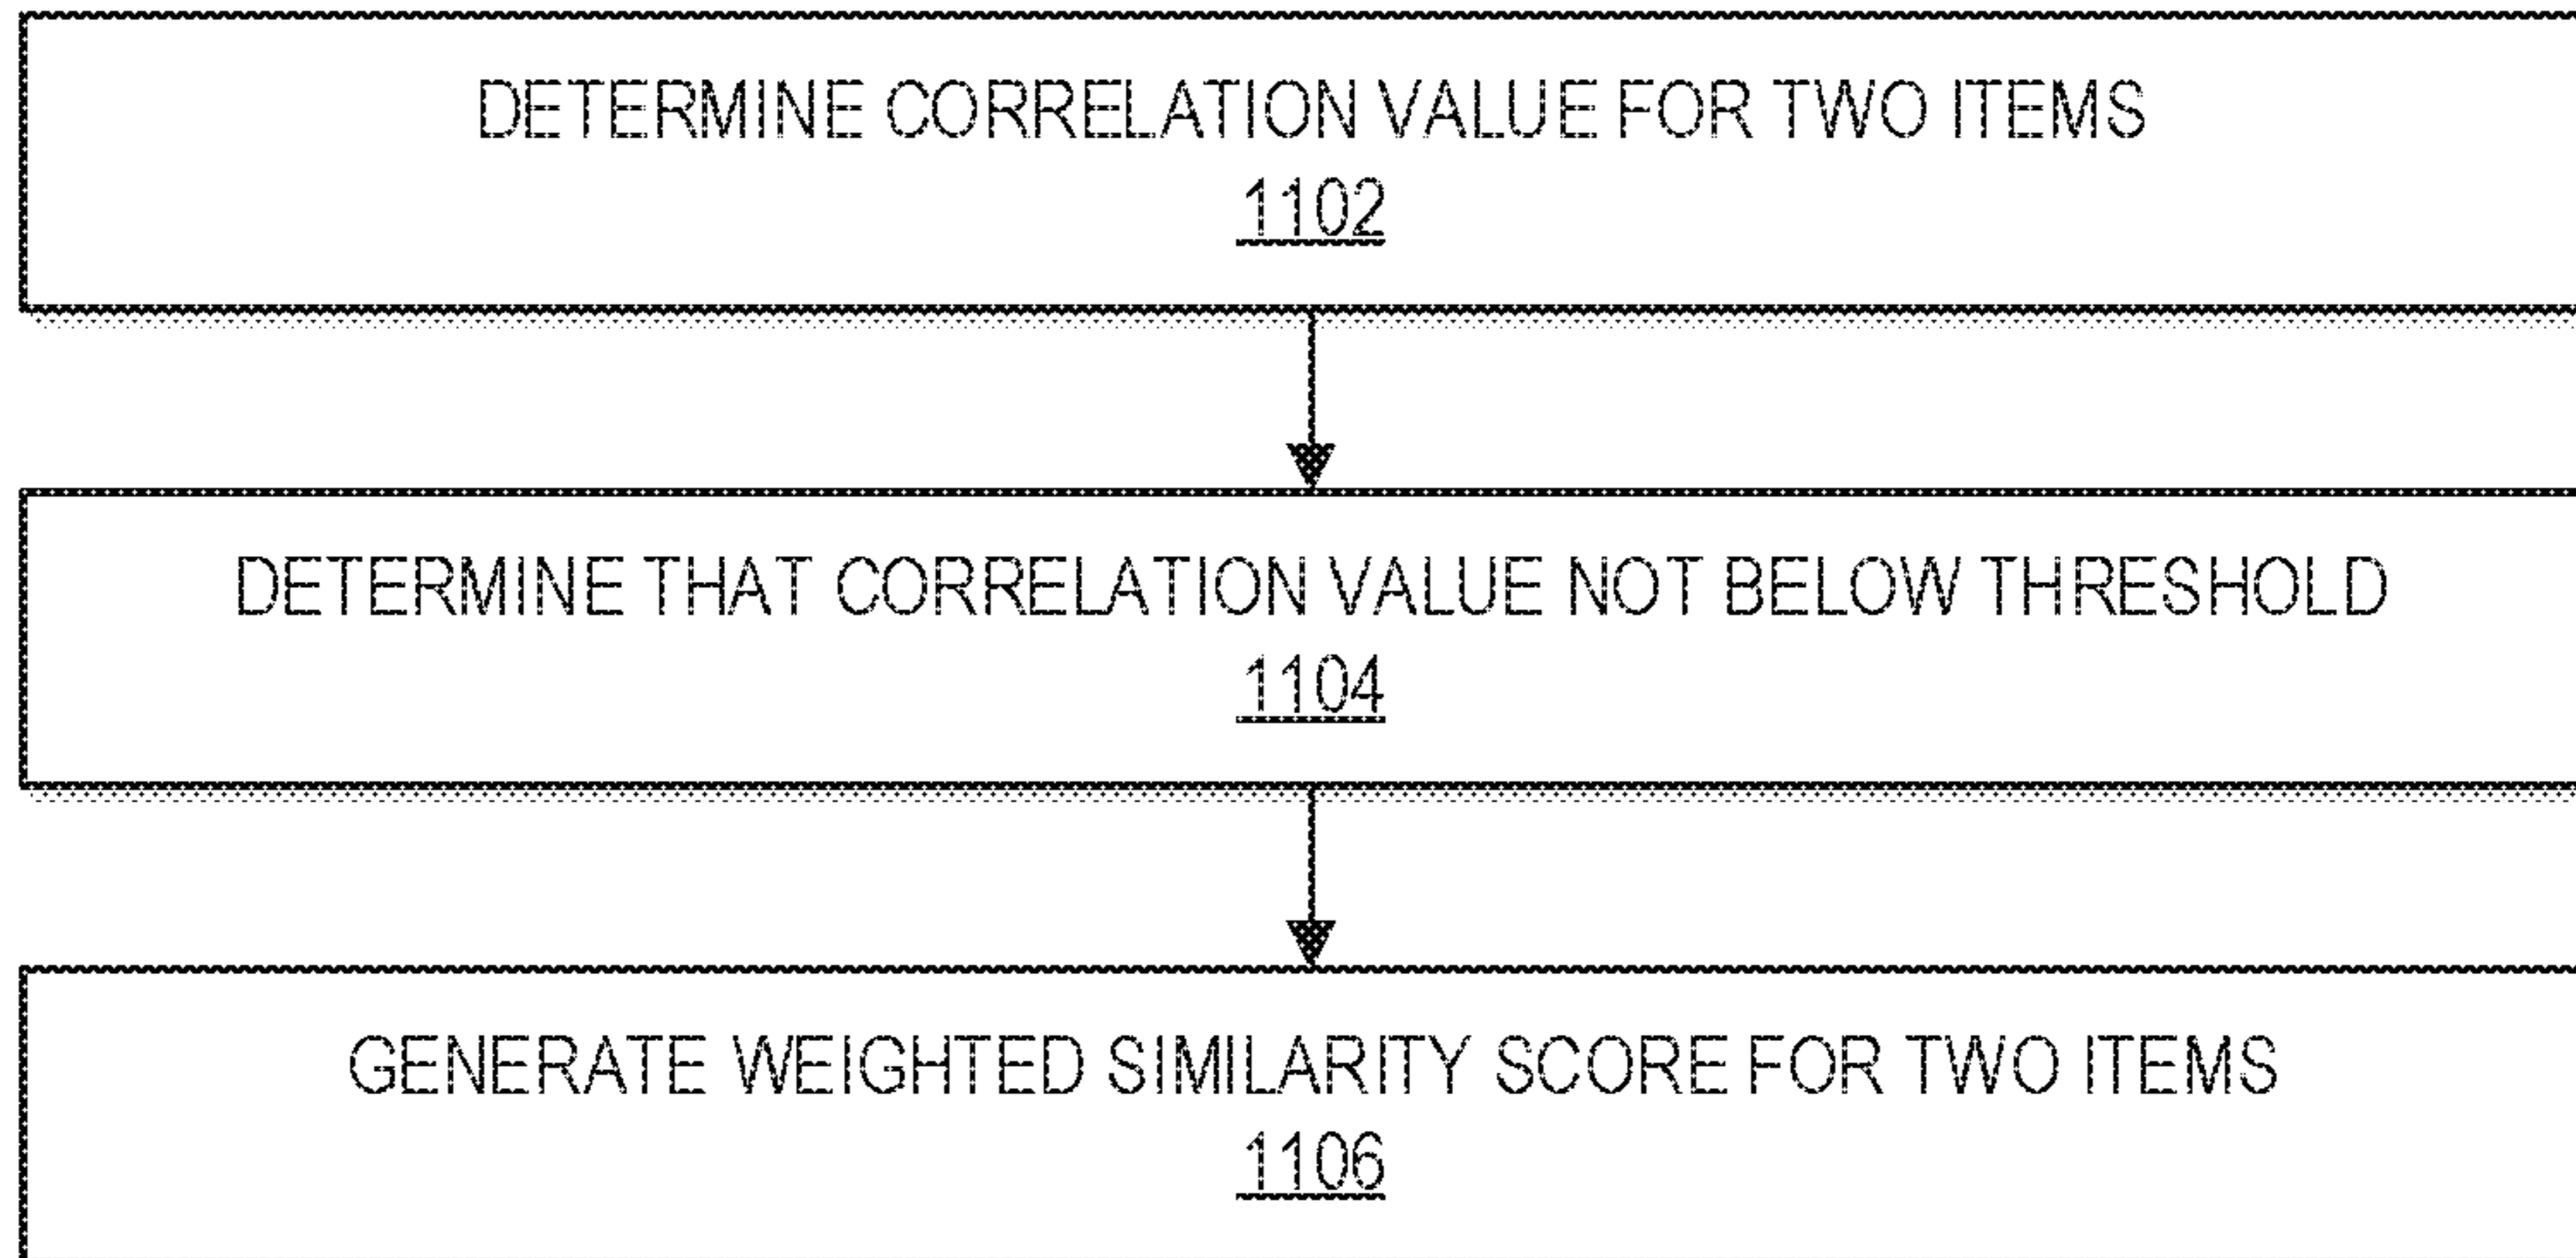 DETERMINE CORRELATION VALUE FOR TWO ITEMS
1102
DETERMINE THAT CORRELATION VALUE NOT BELOW THRESHOLD
1104
GENERATE WEIGHTED SIMILARITY SCORE FOR TWO ITEMS
1106